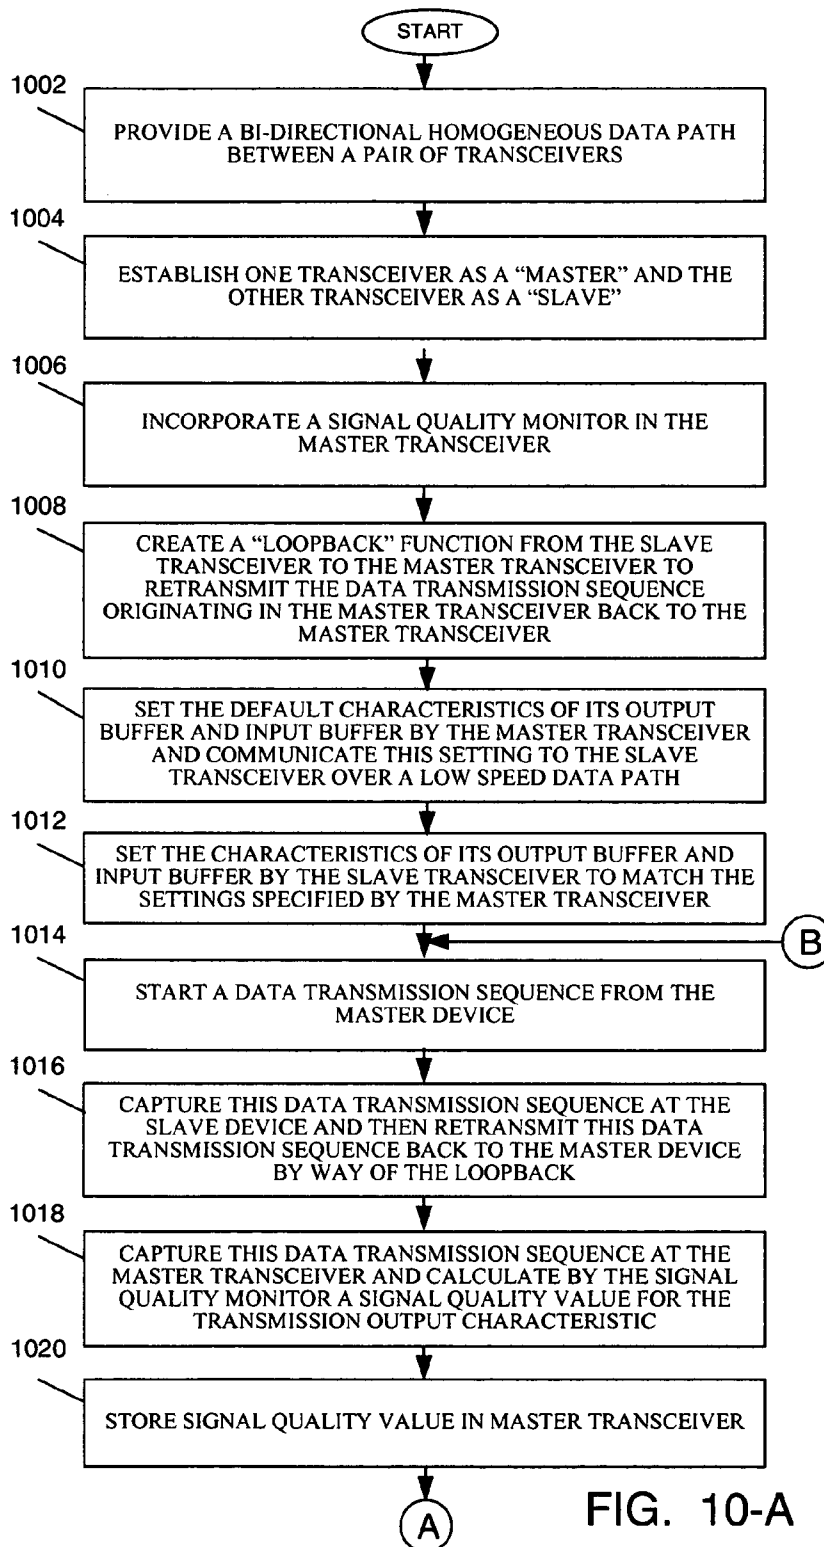 START
1002
PROVIDE A BI-DIRECTIONAL HOMOGENEOUS DATA PATH
BETWEEN A PAIR OF TRANSCEIVERS
1004
ESTABLISH ONE TRANSCEIVER AS A “MASTER” AND THE
OTHER TRANSCEIVER AS A “SLAVE”
1006
INCORPORATE A SIGNAL QUALITY MONITOR IN THE
MASTER TRANSCEIVER
1008
CREATE A “LOOPBACK” FUNCTION FROM THE SLAVE
TRANSCEIVER TO THE MASTER TRANSCEIVER TO
RETRANSMIT THE DATA TRANSMISSION SEQUENCE
ORIGINATING IN THE MASTER TRANSCEIVER BACK TO THE
MASTER TRANSCEIVER
1010
SET THE DEFAULT CHARACTERISTICS OF ITS OUTPUT
BUFFER AND INPUT BUFFER BY THE MASTER TRANSCEIVER
AND COMMUNICATE THIS SETTING TO THE SLAVE
TRANSCEIVER OVER A LOW SPEED DATA PATH
1012
SET THE CHARACTERISTICS OF ITS OUTPUT BUFFER AND
INPUT BUFFER BY THE SLAVE TRANSCEIVER TO MATCH THE
SETTINGS SPECIFIED BY THE MASTER TRANSCEIVER
B
1014
START A DATA TRANSMISSION SEQUENCE FROM THE
MASTER DEVICE
1016
CAPTURE THIS DATA TRANSMISSION SEQUENCE AT THE
SLAVE DEVICE AND THEN RETRANSMIT THIS DATA
TRANSMISSION SEQUENCE BACK TO THE MASTER DEVICE
BY WAY OF THE LOOPBACK
1018
CAPTURE THIS DATA TRANSMISSION SEQUENCE AT THE
MASTER TRANSCEIVER AND CALCULATE BY THE SIGNAL
QUALITY MONITOR A SIGNAL QUALITY VALUE FOR THE
TRANSMISSION OUTPUT CHARACTERISTIC
1020
STORE SIGNAL QUALITY VALUE IN MASTER TRANSCEIVER
A
FIG. 10-A